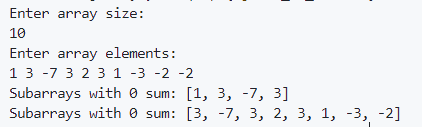 Enter array size:
10
Enter array elements:
1 3 -7 3 2 3 1 -3 -2 -2
Subarrays with 0 sum: [1, 3, -7, 3]
Subarrays with 0 sum: [3, -7, 3, 2, 3, 1, -3, -2]